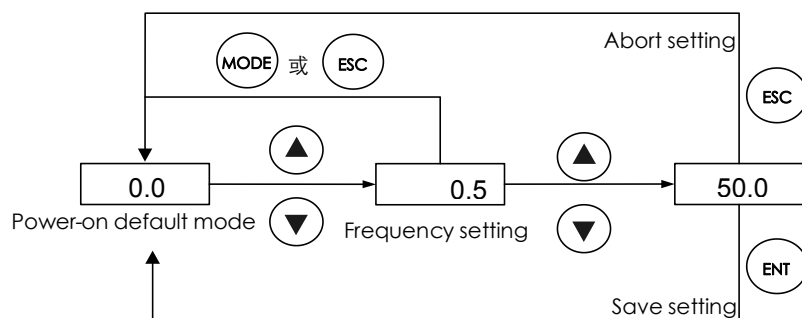 Abort setting
MODE 或 ESC
ESC
0.0
0.5
50.0
Power-on default mode
Frequency setting
ENT
Save setting